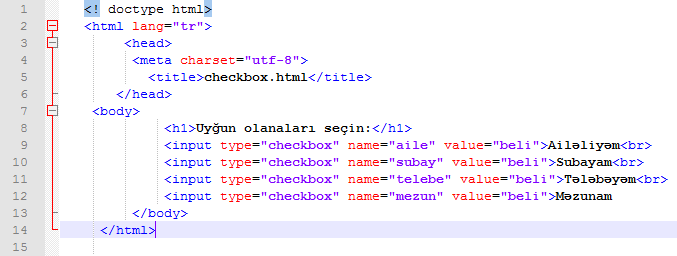 1 <! doctype html>
2 <html lang="tr">
3 <head>
4 <meta charset="utf-8">
5 <title>checkbox.html</title>
6 </head>
7 <body>
8 <h1>Uyğun olanaları seçin:</h1>
9 <input type="checkbox" name="aile" value="beli">Ailəliyəm<br>
10 <input type="checkbox" name="subay" value="beli">Subayam<br>
11 <input type="checkbox" name="telebe" value="beli">Tələbəyəm<br>
12 <input type="checkbox" name="mezun" value="beli">Məzunam
13 </body>
14 </html>
15